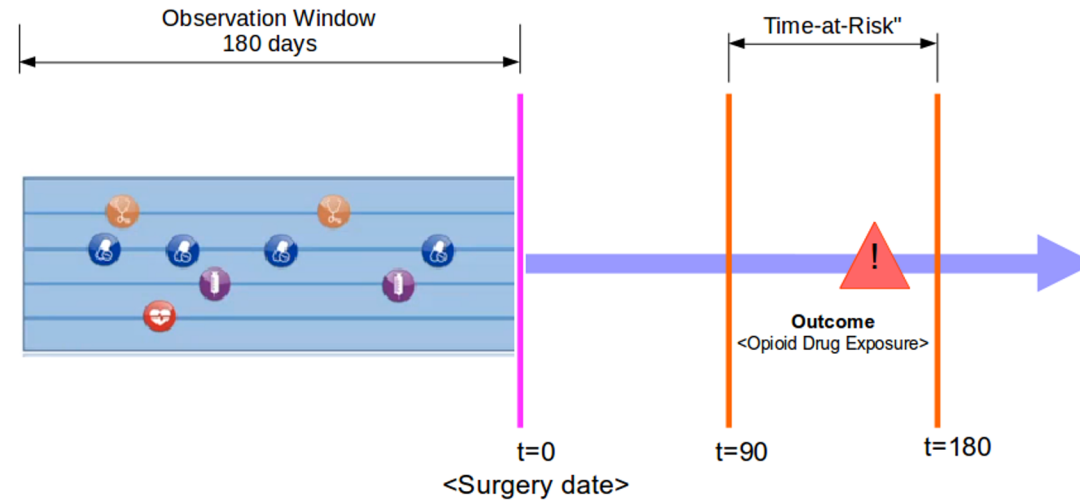 Observation Window
180 days
Time-at-Risk"
!
Outcome
<Opioid Drug Exposure>
t=0
t=90
t=180
<Surgery date>